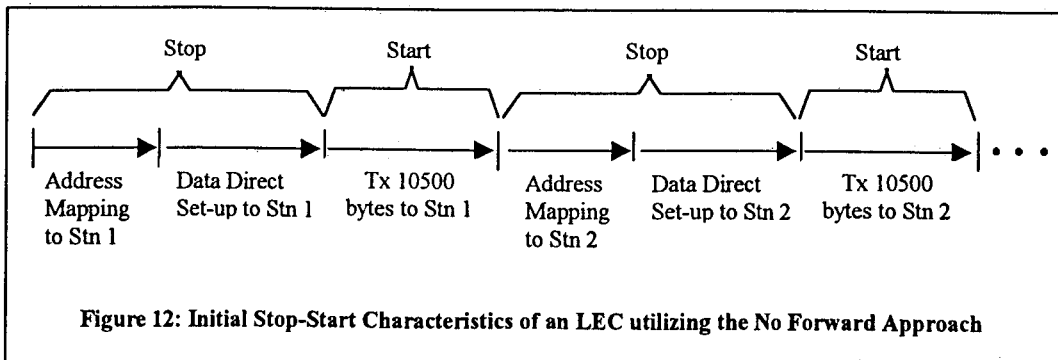 Stop Start Stop Start
Address Mapping to Stn 1
Data Direct Set-up to Stn 1
Tx 10500 bytes to Stn 1
Address Mapping to Stn 2
Data Direct Set-up to Stn 2
Tx 10500 bytes to Stn 2
Figure 12: Initial Stop-Start Characteristics of an LEC utilizing the No Forward Approach